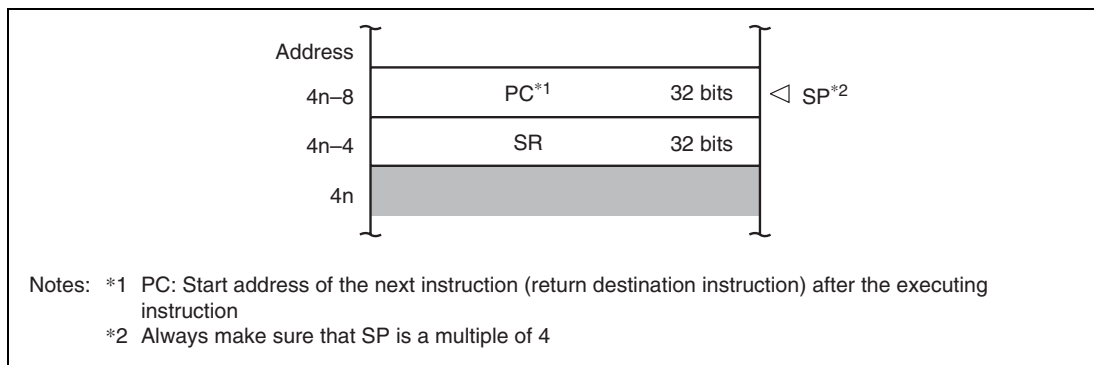 Address
4n–8 PC*1 32 bits SP*2
4n–4 SR 32 bits
4n
Notes: *1 PC: Start address of the next instruction (return destination instruction) after the executing
instruction
*2 Always make sure that SP is a multiple of 4